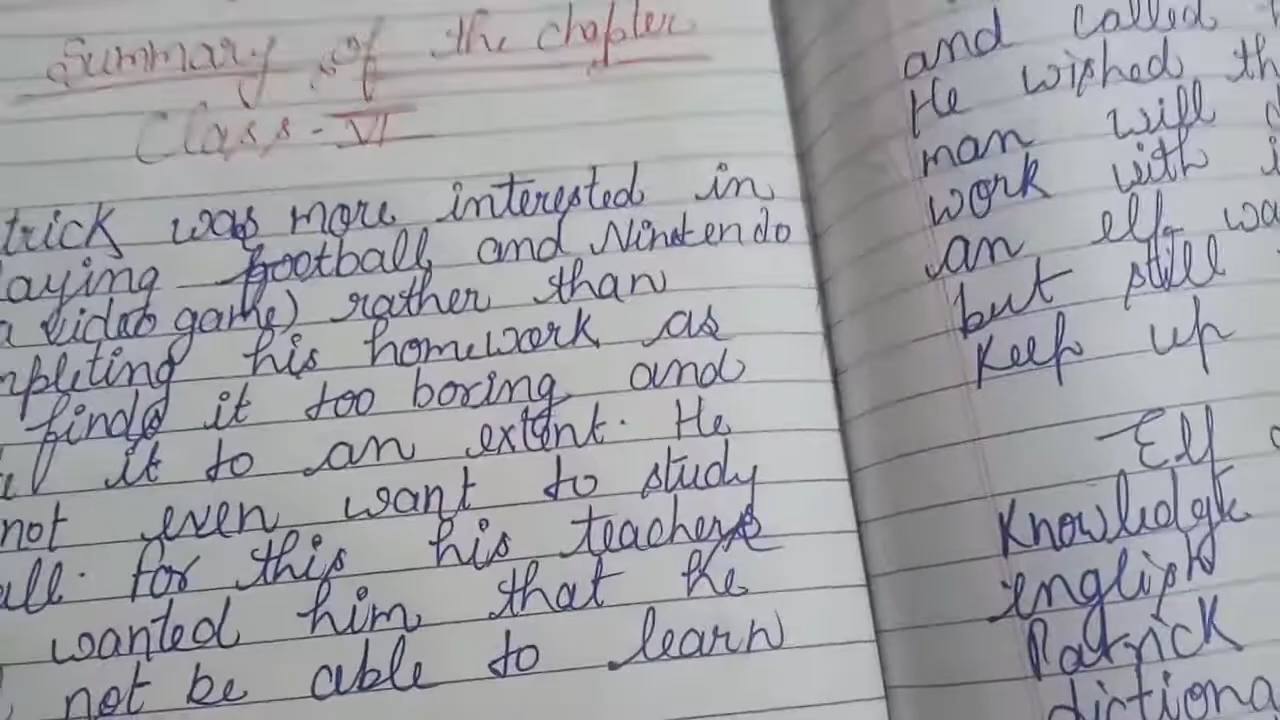 Summary of the chapter
Class-VI
trick was more interested in
laying football and Nintendo
a video game) rather than
mpleting his homework as
finds it too boring and
it to an extent. He
not even want to study
all. for this his teachers
wanted him that he
not be able to learn
and called
He wished th
man will
work with i
an elf wa
but still
Keep up
Elf
Knowledge
english
Patrick
dictiona